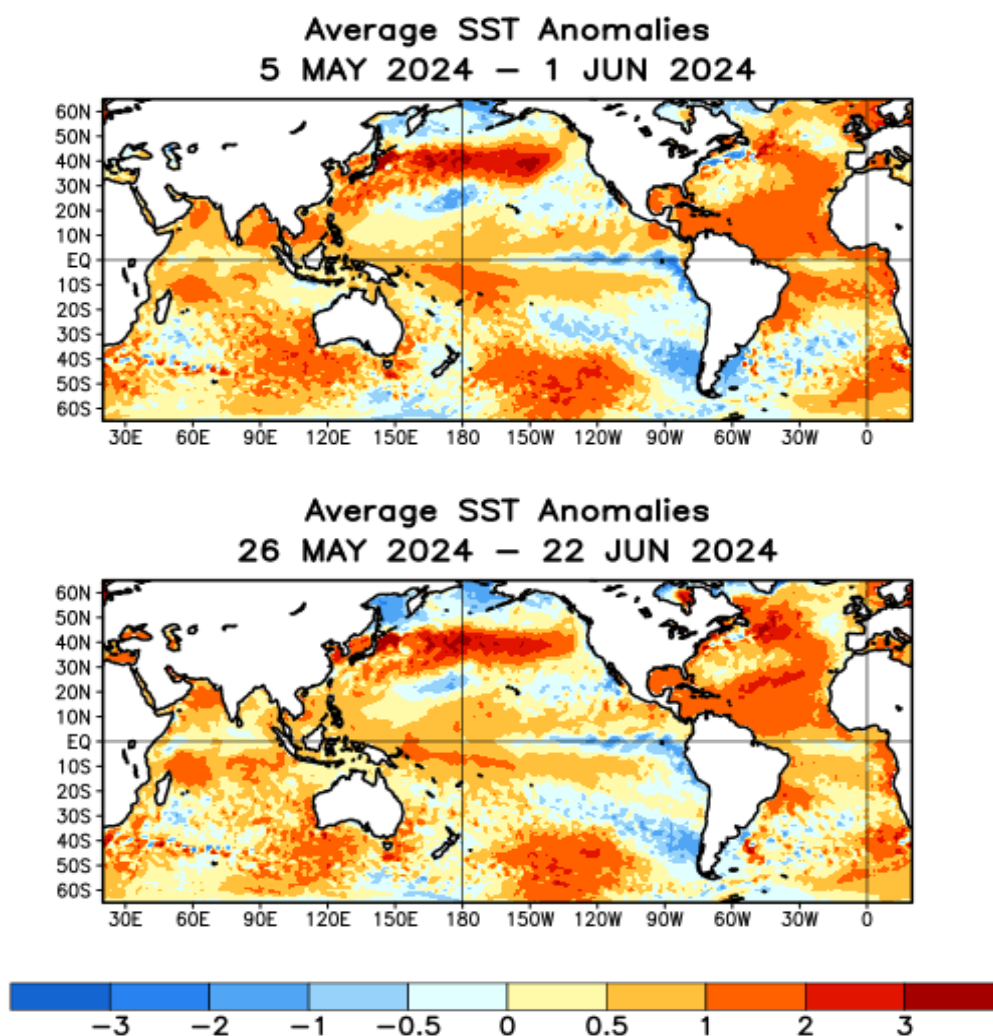 Average SST Anomalies
5 MAY 2024 – 1 JUN 2024
60N
50N
40N
30N
20N
10N
EQ
10S
20S
30S
40S
50S
60S
30E 60E 90E 120E 150E 180 150W 120W 90W 60W 30W 0
Average SST Anomalies
26 MAY 2024 – 22 JUN 2024
60N
50N
40N
30N
20N
10N
EQ
10S
20S
30S
40S
50S
60S
30E 60E 90E 120E 150E 180 150W 120W 90W 60W 30W 0
−3 −2 −1 −0.5 0 0.5 1 2 3